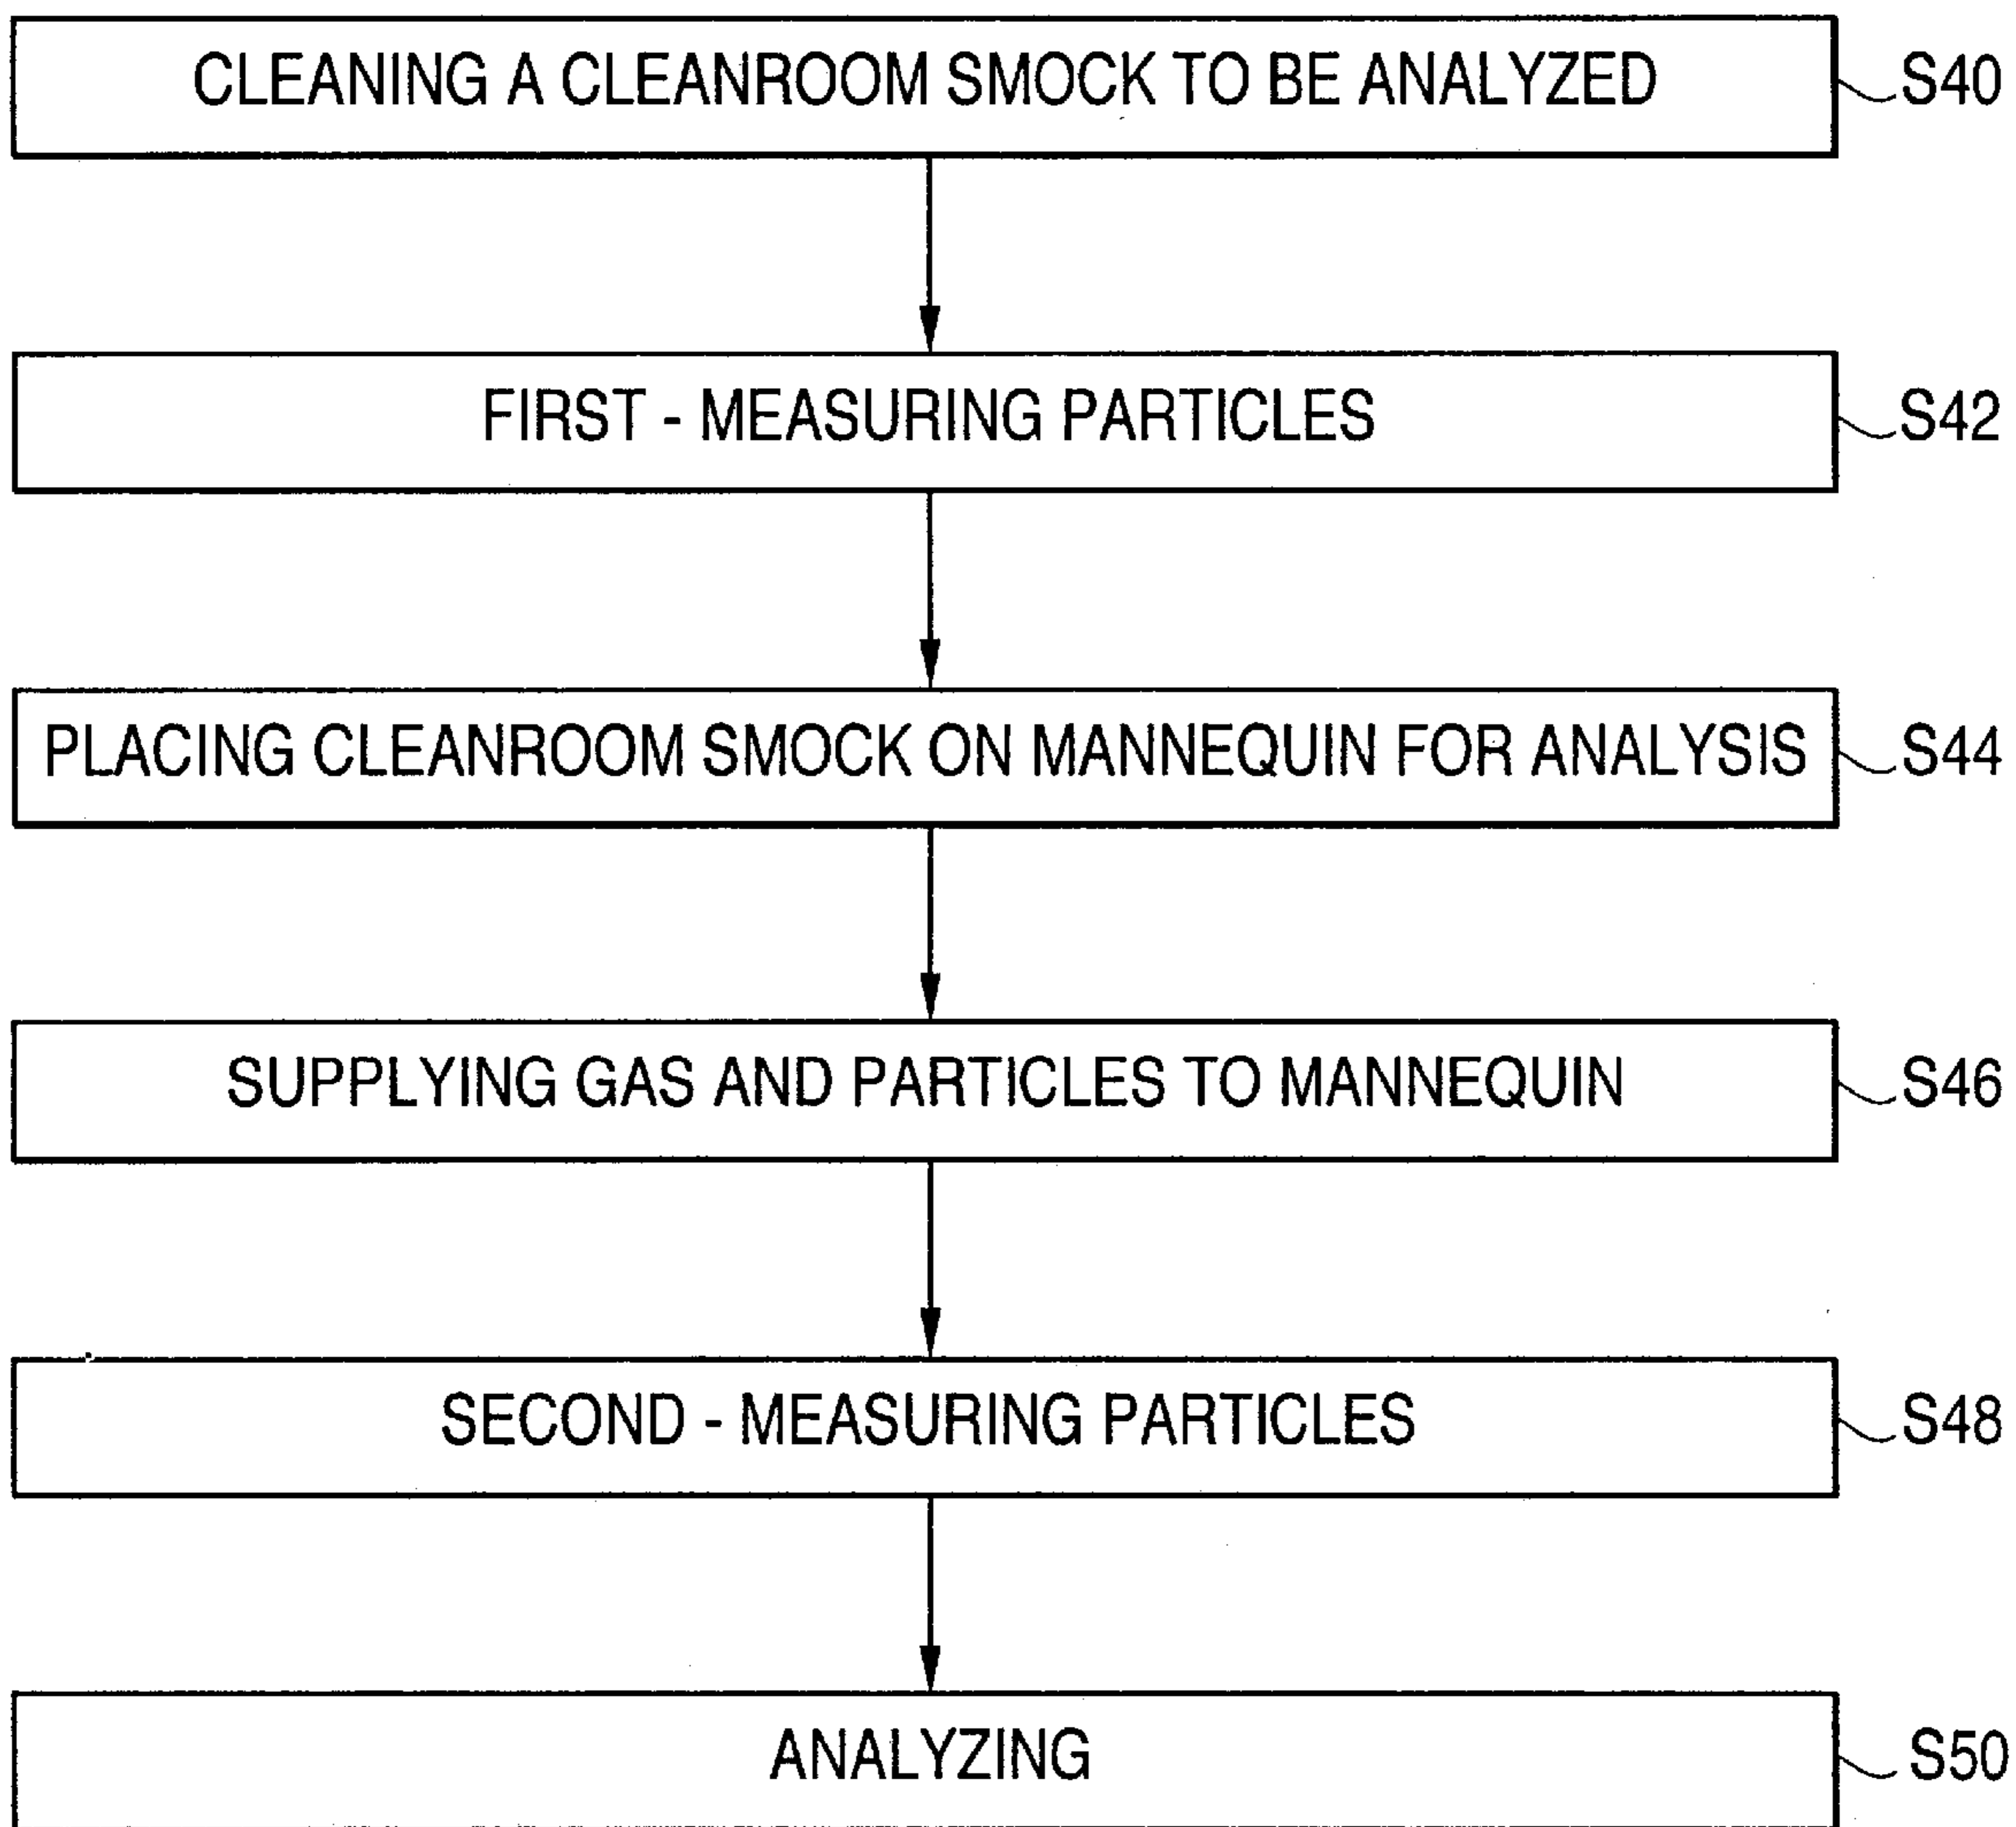 CLEANING A CLEANROOM SMOCK TO BE ANALYZED S40
FIRST - MEASURING PARTICLES S42
PLACING CLEANROOM SMOCK ON MANNEQUIN FOR ANALYSIS S44
SUPPLYING GAS AND PARTICLES TO MANNEQUIN S46
SECOND - MEASURING PARTICLES S48
ANALYZING S50